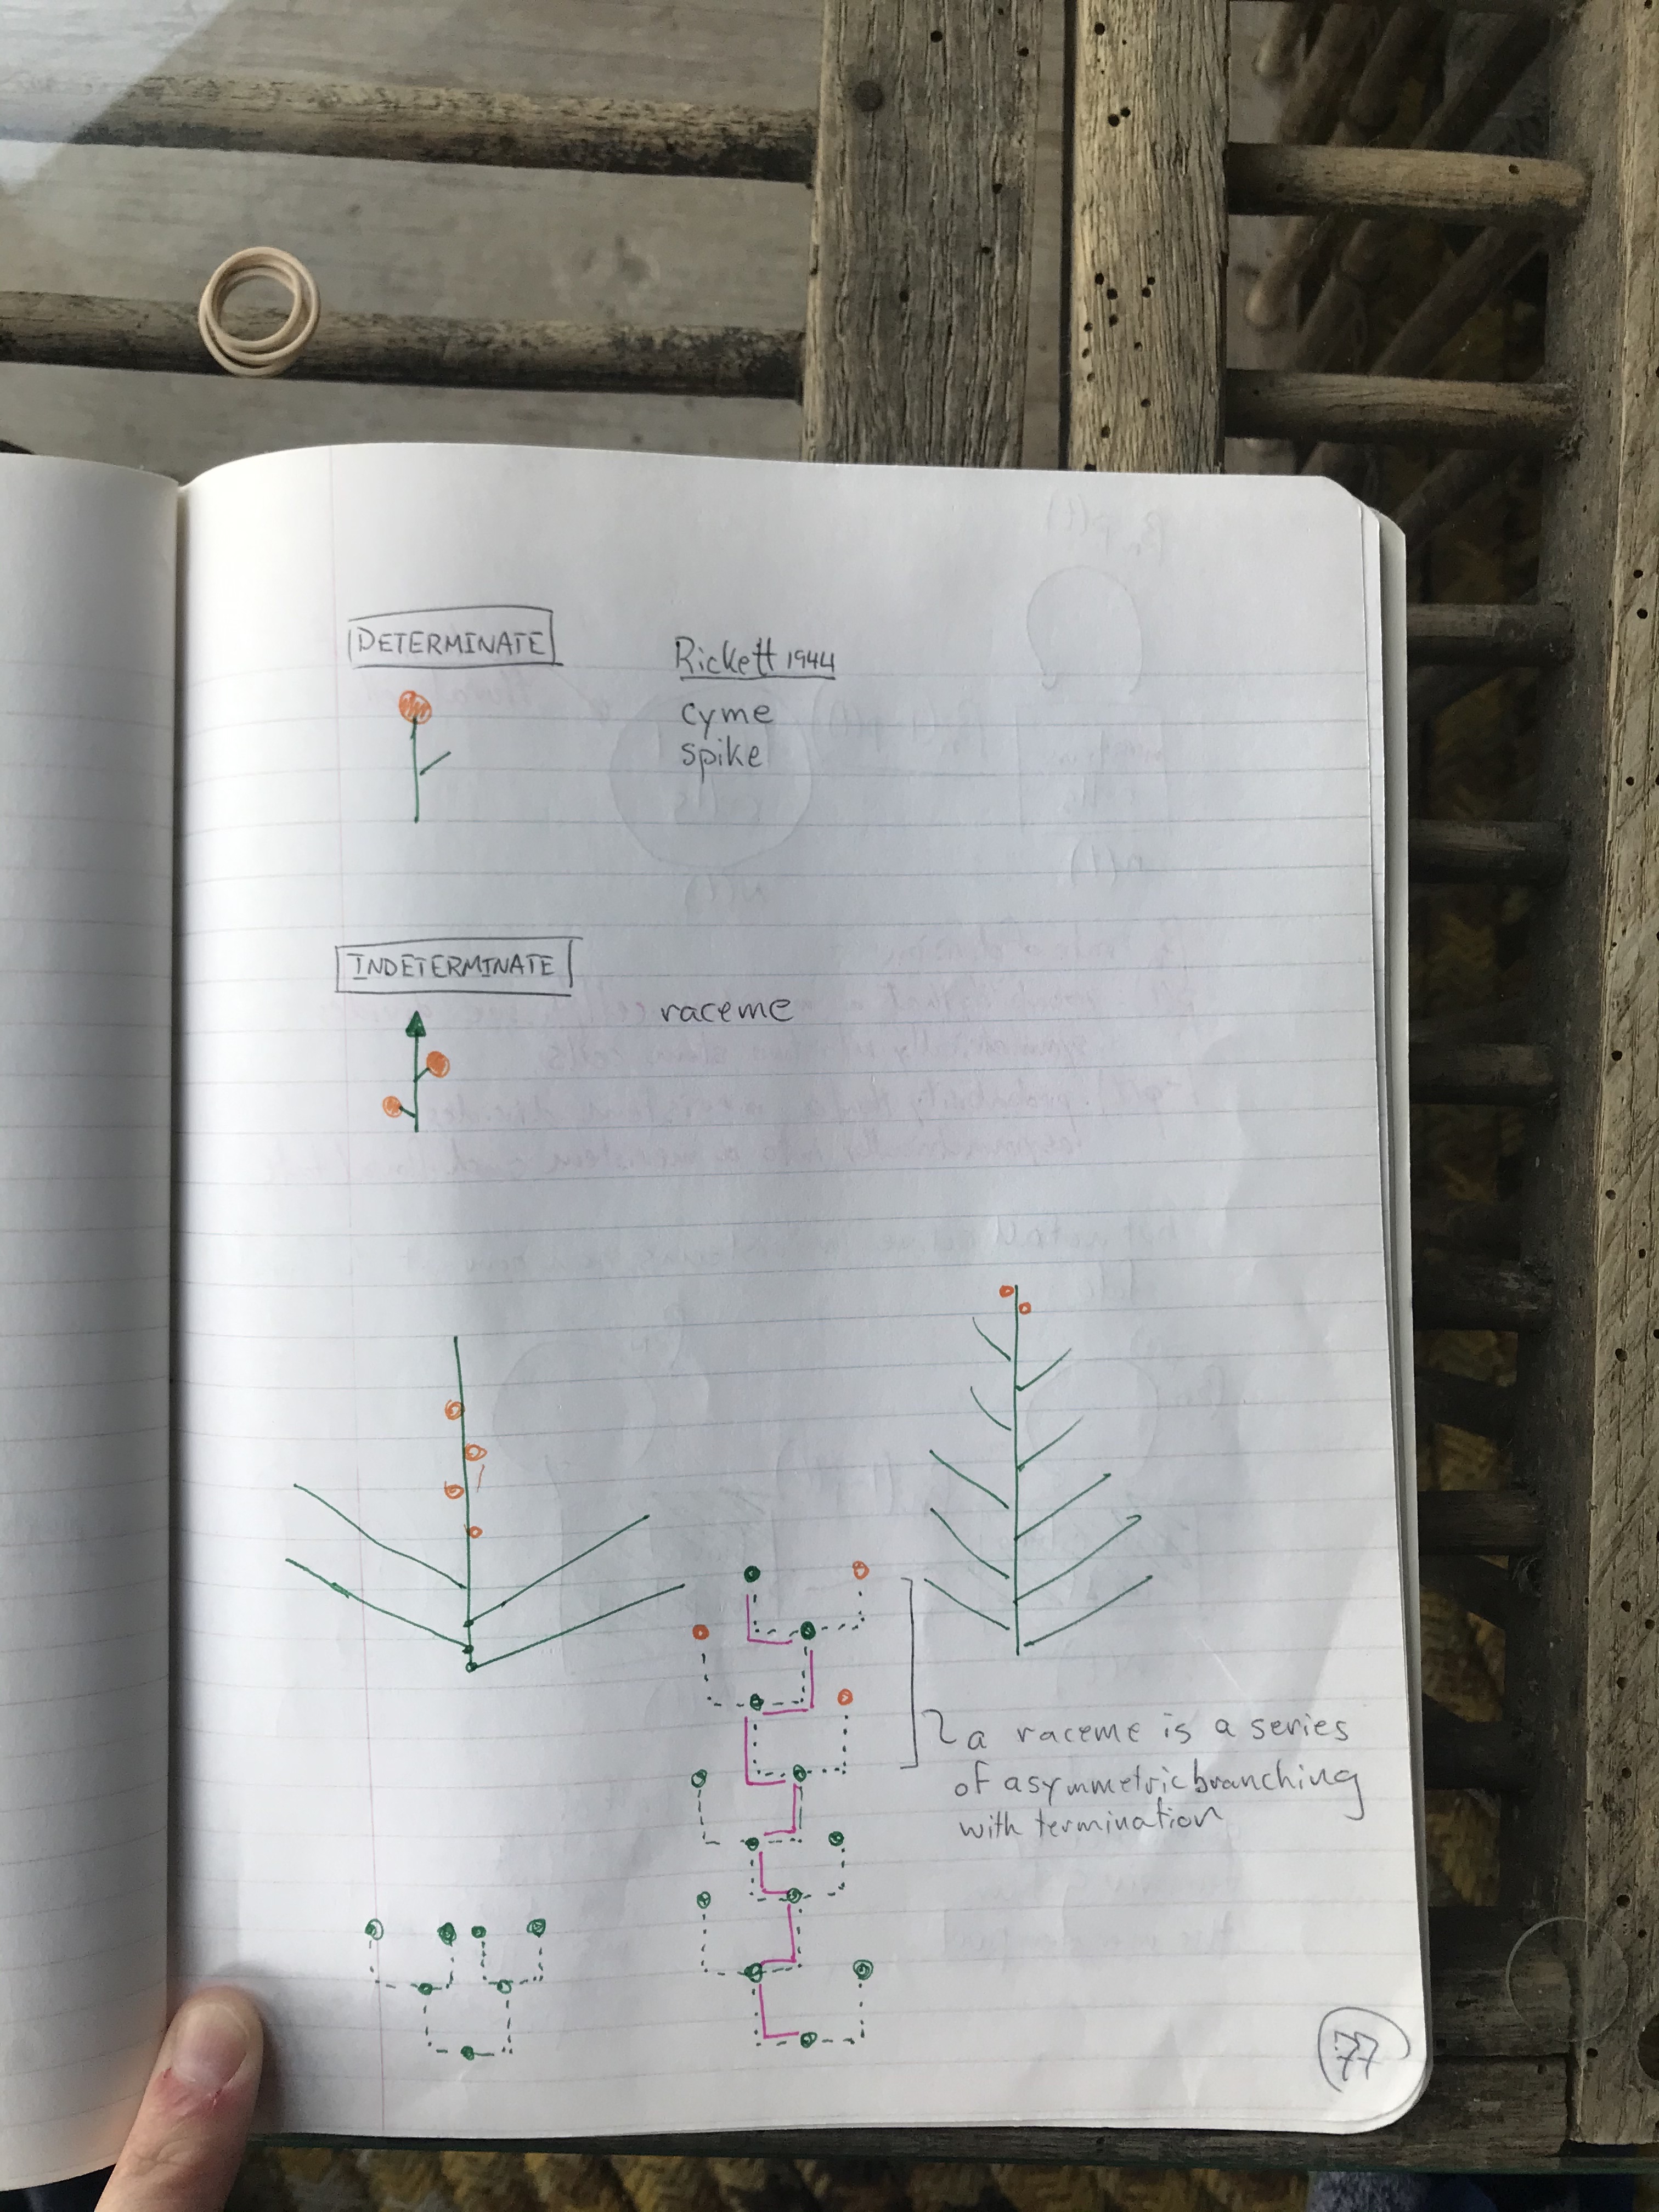 DETERMINATE
Rickett 1944
cyme
spike
INDETERMINATE
raceme
a raceme is a series
of asymmetric branching
with termination
77